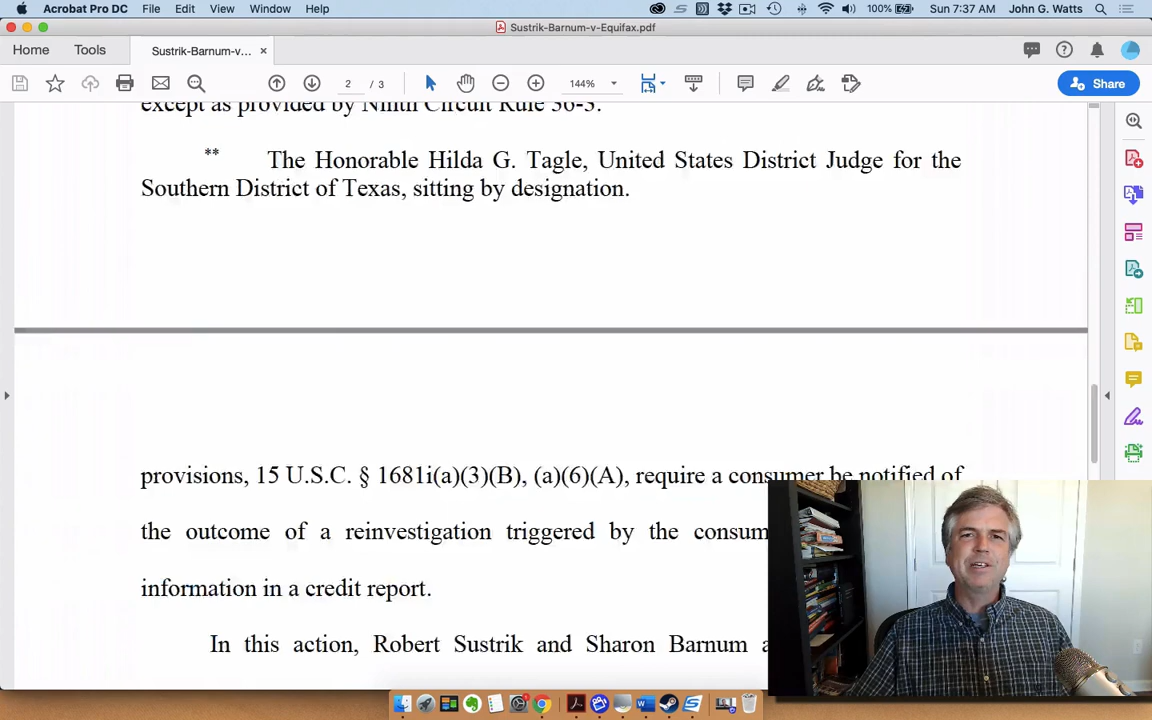 Acrobat Pro DC File Edit View Window Help 100% Sun 7:37 AM John G. Watts
Sustrik-Barnum-v-Equifax.pdf
Home Tools Sustrik-Barnum-v-... ×
2 / 3 144% Share
except as provided by Ninth Circuit Rule 36-3.
** The Honorable Hilda G. Tagle, United States District Judge for the
Southern District of Texas, sitting by designation.
provisions, 15 U.S.C. § 1681i(a)(3)(B), (a)(6)(A), require a consumer be notified of
the outcome of a reinvestigation triggered by the consum
information in a credit report.
In this action, Robert Sustrik and Sharon Barnum a